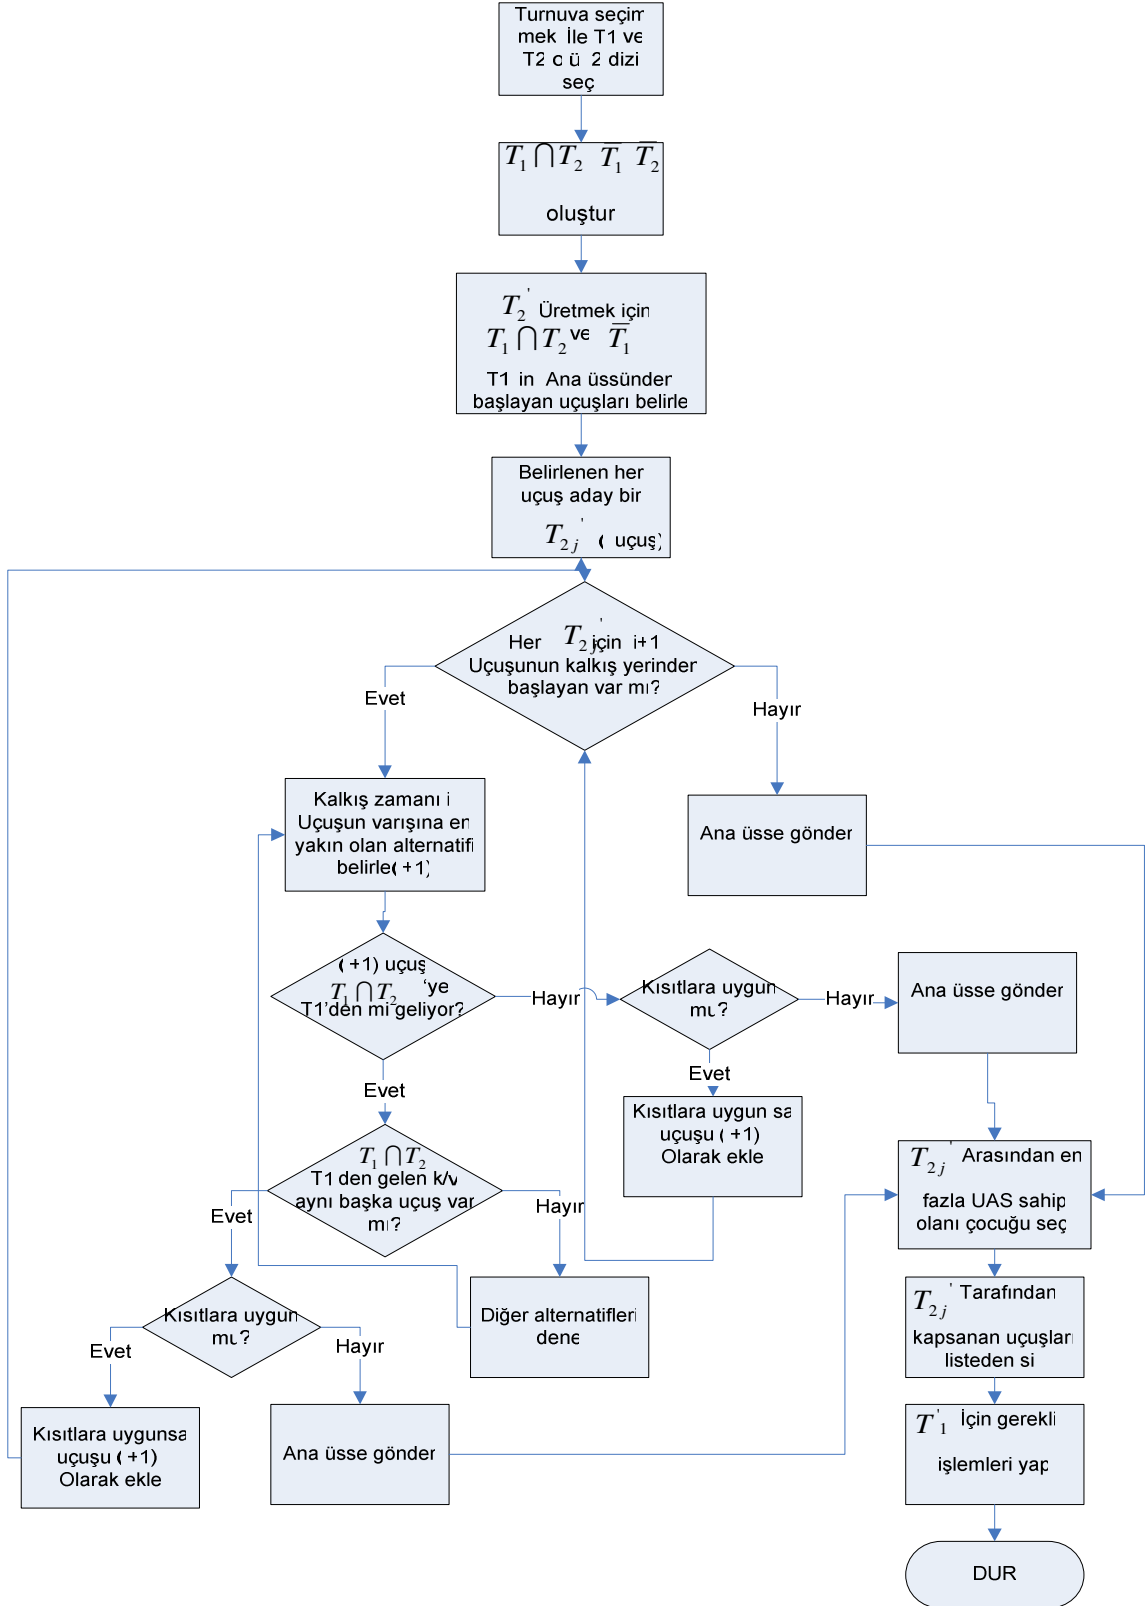 Turnuva seçim
mek İle T1 ve
T2 ü 2 dizi
seç
T₁ ⋂ T₂ T̅₁ T̅₂
oluştur
T₂' Üretmek için
T₁ ⋂ T₂ ve T̅₁
T1 in Ana üssünden
başlayan uçuşları belirle
Belirlenen her
uçuş aday bir
T₂ⱼ' ( uçuş)
Her T₂ⱼ' için i+1
Uçuşunun kalkış yerinden
başlayan var mı?
Evet
Hayır
Kalkış zamanı i
Uçuşun varışına en
yakın olan alternatifi
belirle( +1)
Ana üsse gönder
( +1) uçuş
T₁ ⋂ T₂ 'ye
T1'den mi geliyor?
Hayır
Kısıtlara uygun
mu?
Hayır
Ana üsse gönder
Evet
Evet
Kısıtlara uygun sa
uçuşu ( +1)
Olarak ekle
T₁ ⋂ T₂
T1 den gelen k/v
aynı başka uçuş var
mı?
Evet
Hayır
T₂ⱼ' Arasından en
fazla UAS sahip
olanı çocuğu seç
Kısıtlara uygun
mu?
Diğer alternatifleri
dene
T₂ⱼ' Tarafından
kapsanan uçuşları
listeden si
Evet
Hayır
Kısıtlara uygunsa
uçuşu ( +1)
Olarak ekle
Ana üsse gönder
T'₁ İçin gerekli
işlemleri yap
DUR